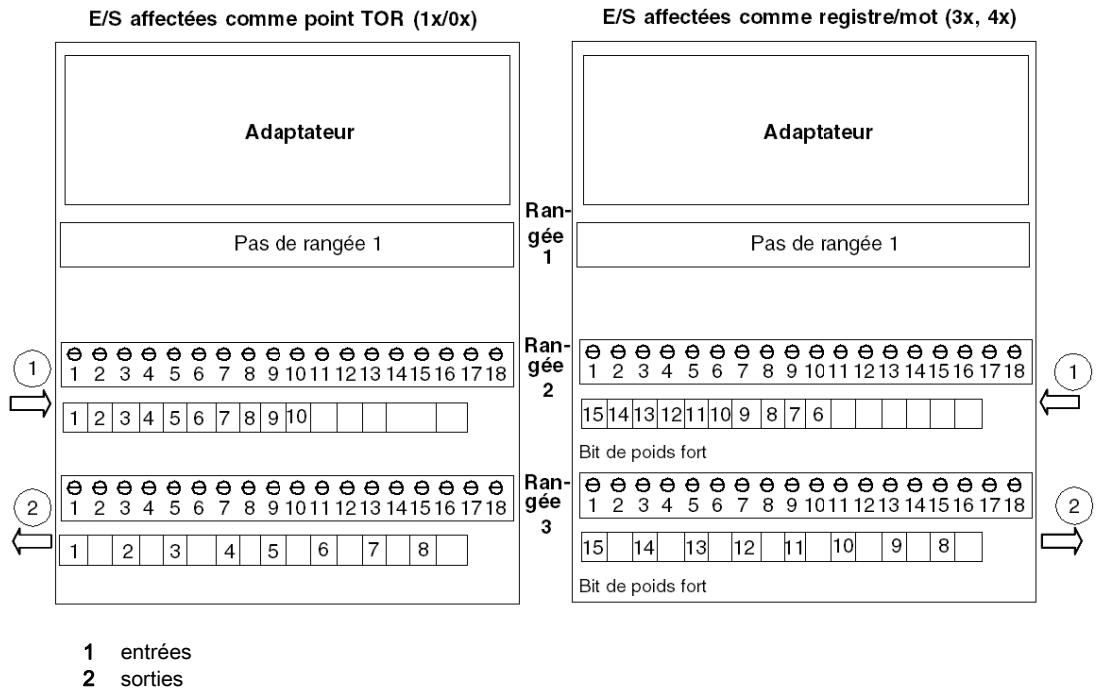 E/S affectées comme point TOR (1x/0x)
E/S affectées comme registre/mot (3x, 4x)
Adaptateur
Adaptateur
Ran-
gée
1
Pas de rangée 1
Pas de rangée 1
1
1 2 3 4 5 6 7 8 9 10 11 12 13 14 15 16 17 18
Ran-
gée
2
1 2 3 4 5 6 7 8 9 10 11 12 13 14 15 16 17 18
1
1 2 3 4 5 6 7 8 9 10
15 14 13 12 11 10 9 8 7 6
Bit de poids fort
2
1 2 3 4 5 6 7 8 9 10 11 12 13 14 15 16 17 18
Ran-
gée
3
1 2 3 4 5 6 7 8 9 10 11 12 13 14 15 16 17 18
2
1 2 3 4 5 6 7 8
15 14 13 12 11 10 9 8
Bit de poids fort
1 entrées
2 sorties